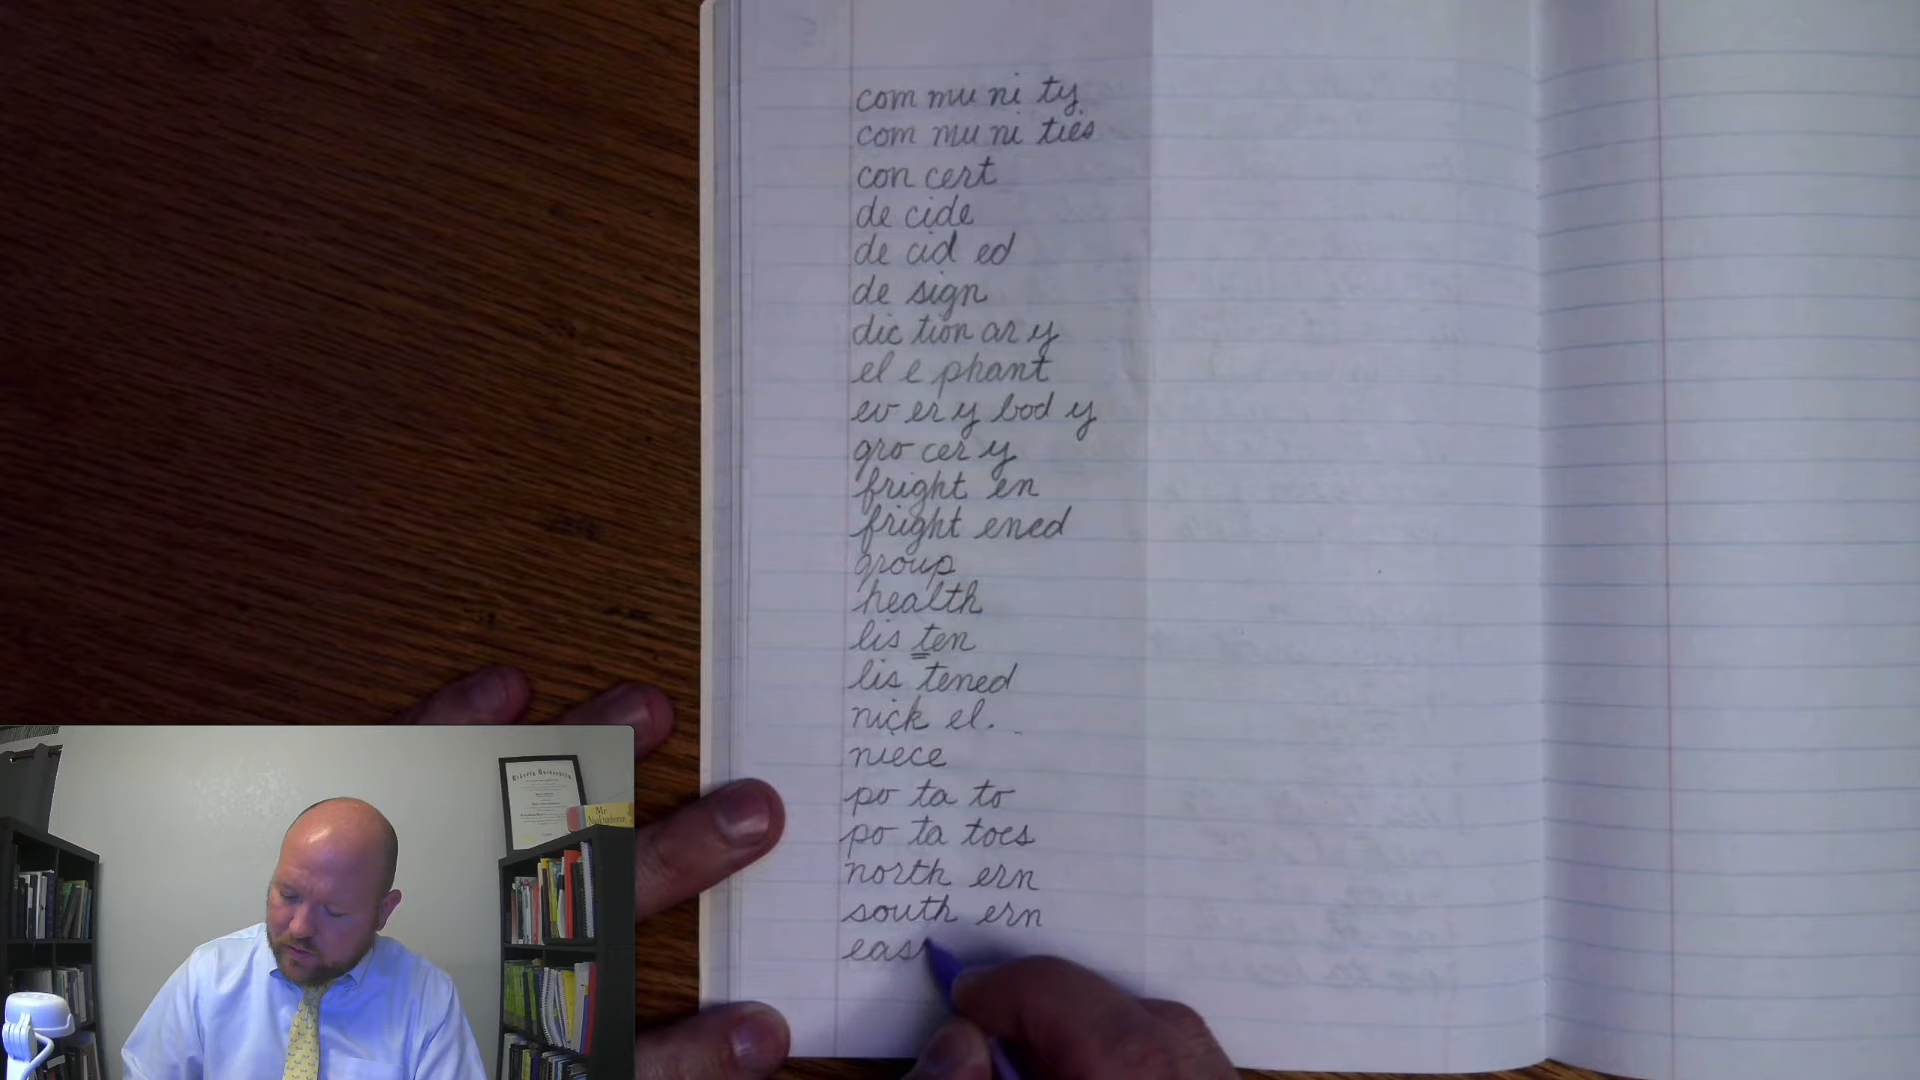 com mu ni ty
com mu ni ties
con cert
de cide
de cid ed
de sign
dic tion ar y
el e phant
ev er y bod y
gro cer y
fright en
fright ened
group
health
lis ten
lis tened
nick el.
niece
po ta to
po ta toes
north ern
south ern
eas
Mr.